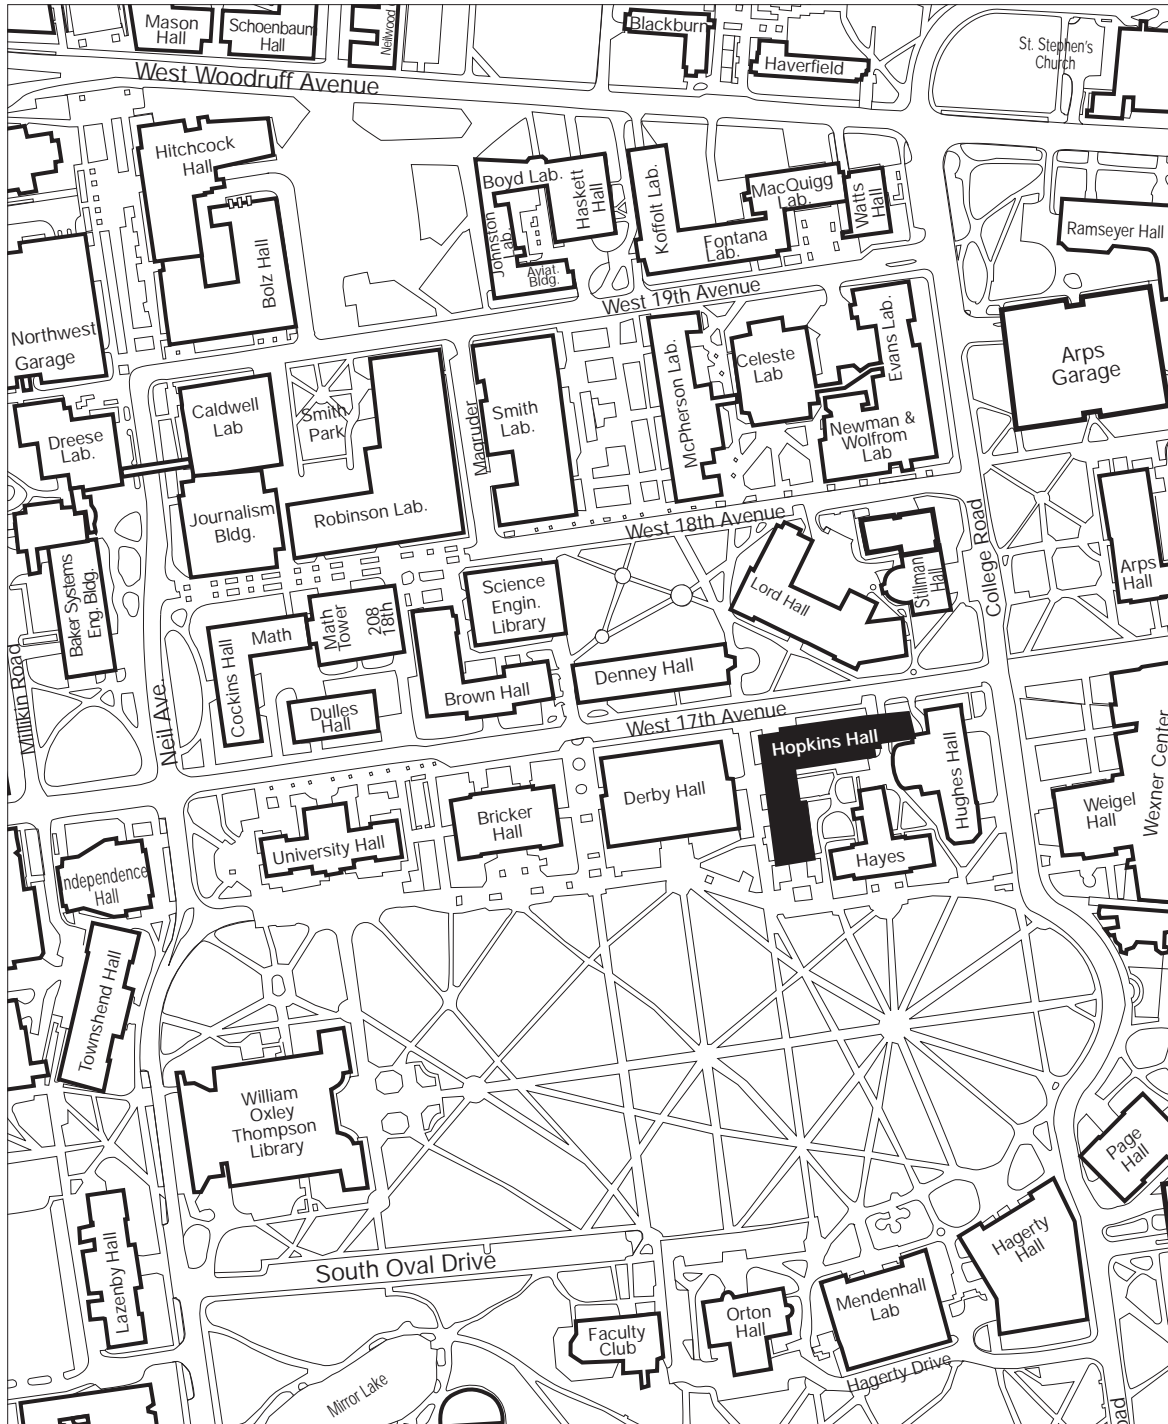 Mason
Hall
Schoenbaum
Hall
Neilwood
Blackburn
Haverfield
St. Stephen's
Church
West Woodruff Avenue
Hitchcock
Hall
Bolz Hall
Boyd Lab.
Haskett
Hall
Johnston
Lab.
Aviat.
Bldg.
Koffolt Lab.
MacQuigg
Lab.
Watts
Hall
Fontana
Lab.
Ramseyer Hall
West 19th Avenue
Northwest
Garage
McPherson Lab.
Celeste
Lab
Evans Lab.
Arps
Garage
Caldwell
Lab
Smith
Park
Magruder
Smith
Lab.
Newman &
Wolfrom
Lab
Dreese
Lab.
Journalism
Bldg.
Robinson Lab.
West 18th Avenue
College Road
Arps
Hall
Baker Systems
Eng. Bldg.
Science
Engin.
Library
Lord Hall
Stillman
Hall
Math
Math
Tower
208
18th
Cockins Hall
Dulles
Hall
Brown Hall
Denney Hall
Millikin Road
Neil Ave.
West 17th Avenue
Hopkins Hall
Hughes Hall
Wexner Center
Weigel
Hall
Derby Hall
Bricker
Hall
University Hall
Hayes
ndependence
Hall
Townshend Hall
William
Oxley
Thompson
Library
Page
Hall
Lazenby Hall
South Oval Drive
Hagerty
Hall
Mendenhall
Lab
Orton
Hall
Faculty
Club
Hagerty Drive
Mirror Lake
oad